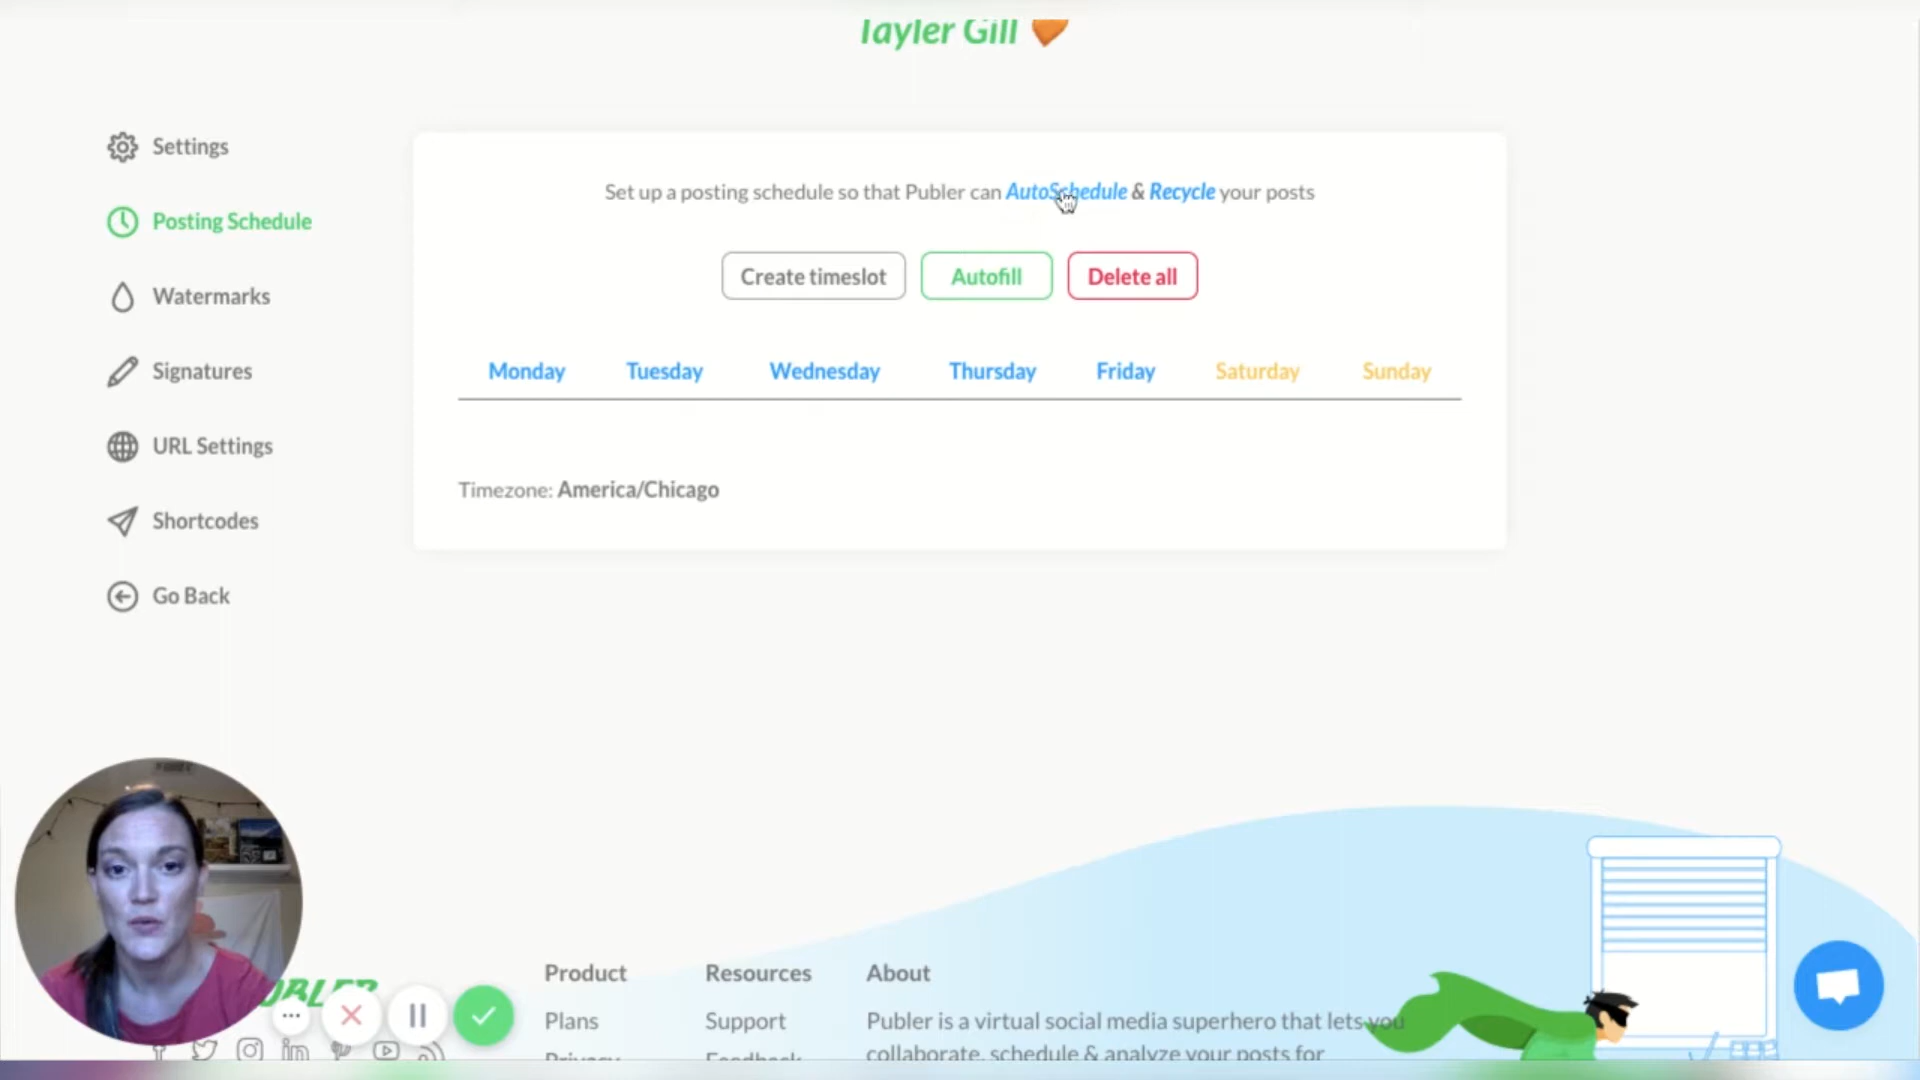 Tayler Gill
Settings
Posting Schedule
Watermarks
Signatures
URL Settings
Shortcodes
Go Back
Set up a posting schedule so that Publer can AutoSchedule & Recycle your posts
Create timeslot
Autofill
Delete all
Monday Tuesday Wednesday Thursday Friday Saturday Sunday
Timezone: America/Chicago
Product
Plans
Privacy
Resources
Support
Feedback
About
Publer is a virtual social media superhero that lets you
collaborate, schedule & analyze your posts for